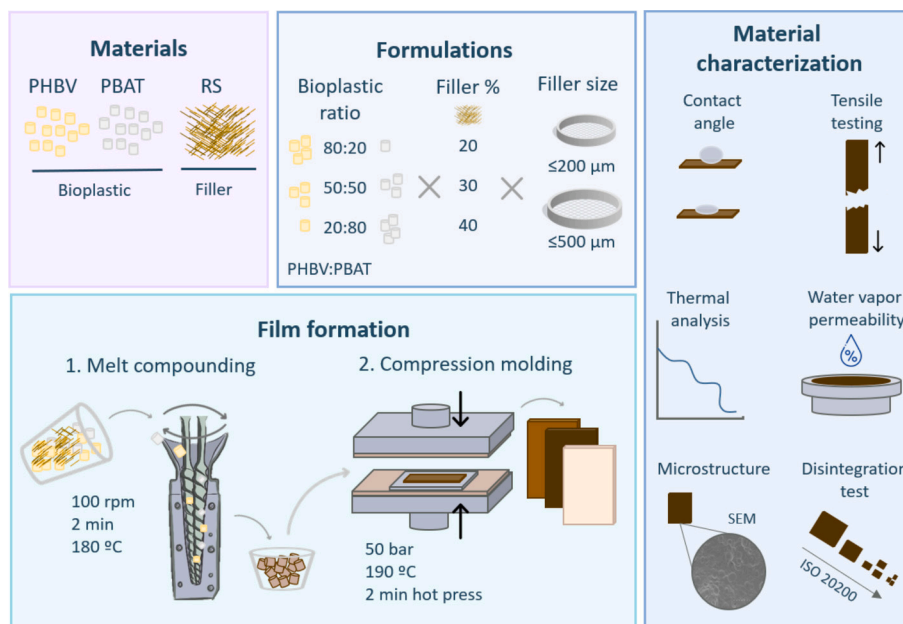 Materials
PHBV
PBAT
RS
Bioplastic
Filler
Formulations
Bioplastic
ratio
Filler %
Filler size
80:20
50:50
20:80
20
30
40
≤200 µm
≤500 µm
PHBV:PBAT
Film formation
1. Melt compounding
100 rpm
2 min
180 ºC
2. Compression molding
50 bar
190 ºC
2 min hot press
Material
characterization
Contact
angle
Tensile
testing
Thermal
analysis
Water vapor
permeability
%
Microstructure
SEM
Disintegration
test
ISO 20200